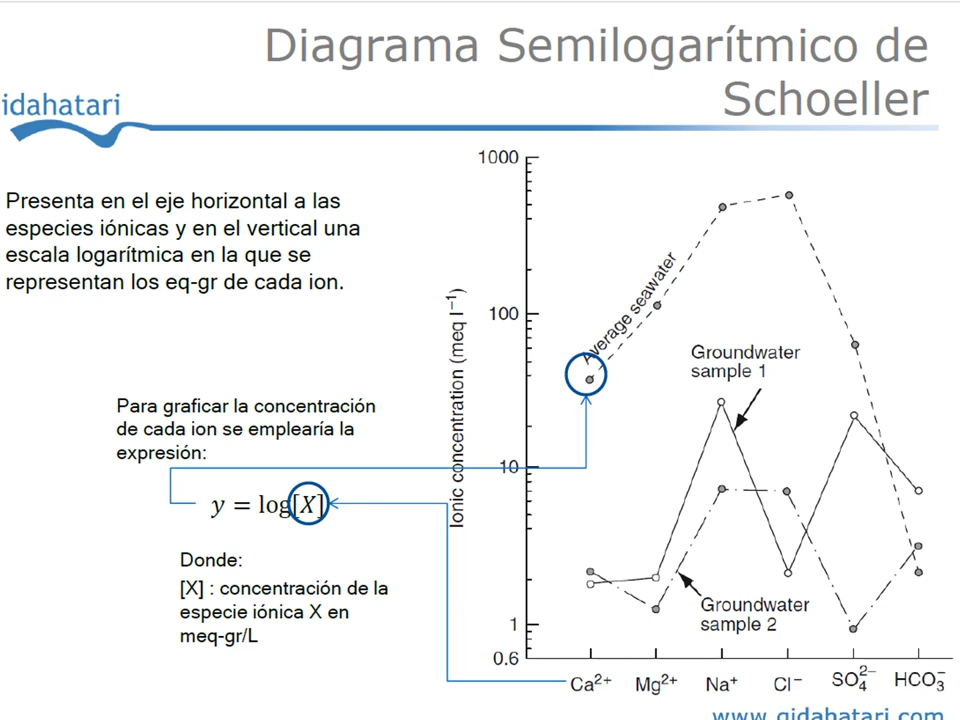 Diagrama Semilogarítmico de
Schoeller
idahatari
Presenta en el eje horizontal a las
especies iónicas y en el vertical una
escala logarítmica en la que se
representan los eq-gr de cada ion.
Para graficar la concentración
de cada ion se emplearía la
expresión:
y = log[X]
Donde:
[X] : concentración de la
especie iónica X en
meq-gr/L
Ionic concentration (meq l⁻¹)
1000
100
10
1
0.6
Average seawater
Groundwater
sample 1
Groundwater
sample 2
Ca²⁺ Mg²⁺ Na⁺ Cl⁻ SO₄²⁻ HCO₃⁻
www.gidahatari.com